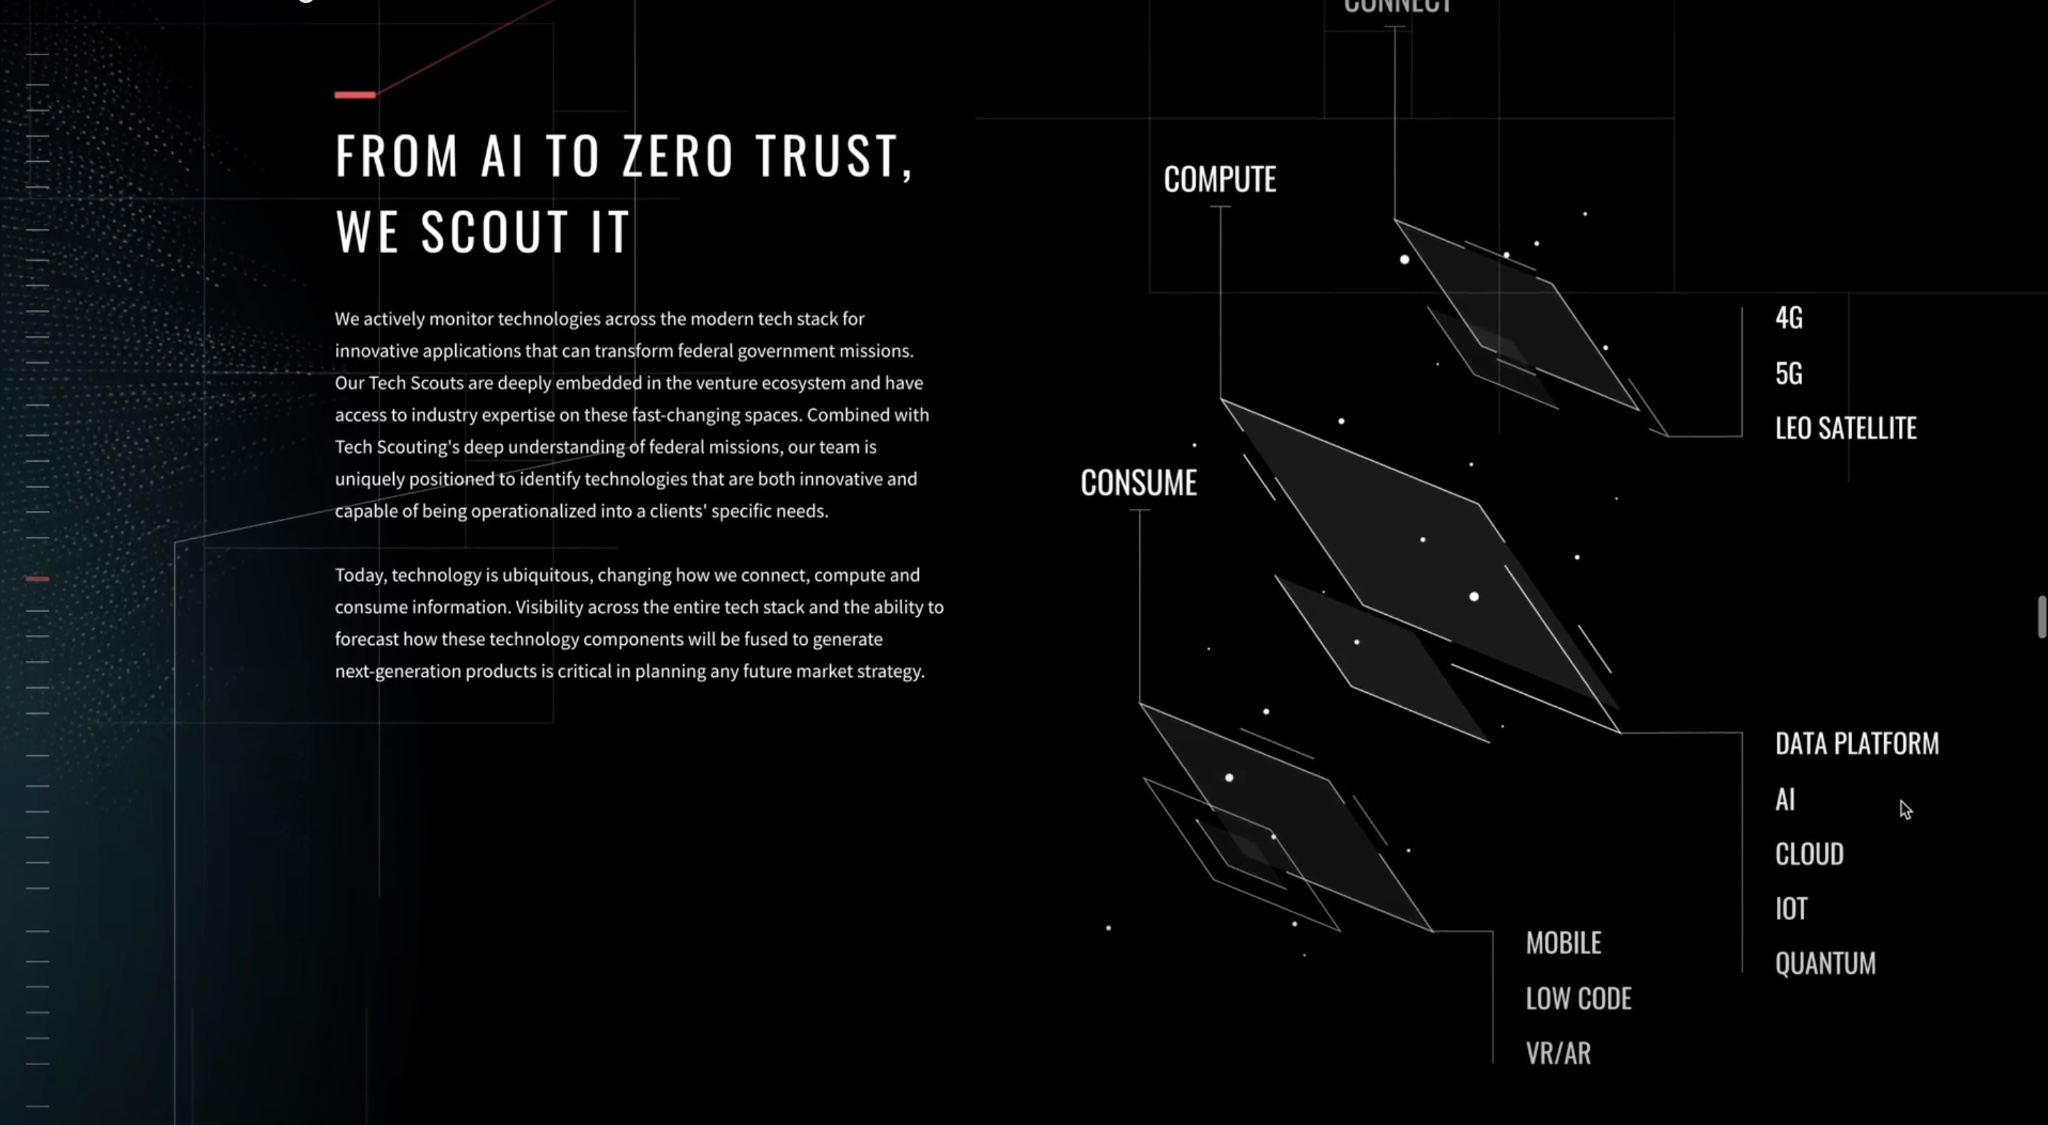 FROM AI TO ZERO TRUST,
WE SCOUT IT
We actively monitor technologies across the modern tech stack for
innovative applications that can transform federal government missions.
Our Tech Scouts are deeply embedded in the venture ecosystem and have
access to industry expertise on these fast-changing spaces. Combined with
Tech Scouting's deep understanding of federal missions, our team is
uniquely positioned to identify technologies that are both innovative and
capable of being operationalized into a clients' specific needs.
Today, technology is ubiquitous, changing how we connect, compute and
consume information. Visibility across the entire tech stack and the ability to
forecast how these technology components will be fused to generate
next-generation products is critical in planning any future market strategy.
CONNECT
4G
5G
LEO SATELLITE
COMPUTE
DATA PLATFORM
AI
CLOUD
IOT
QUANTUM
CONSUME
MOBILE
LOW CODE
VR/AR